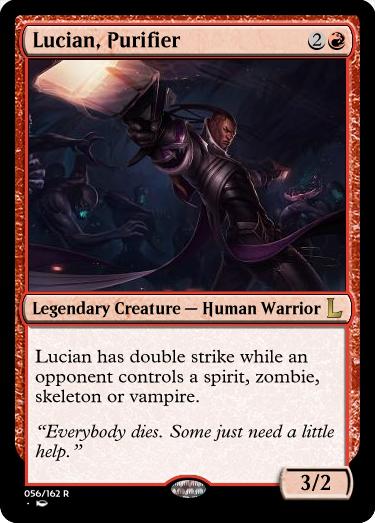 Lucian, Purifier 2
Legendary Creature — Human Warrior L
Lucian has double strike while an
opponent controls a spirit, zombie,
skeleton or vampire.
“Everybody dies. Some just need a little
help.”
3/2
056/162 R